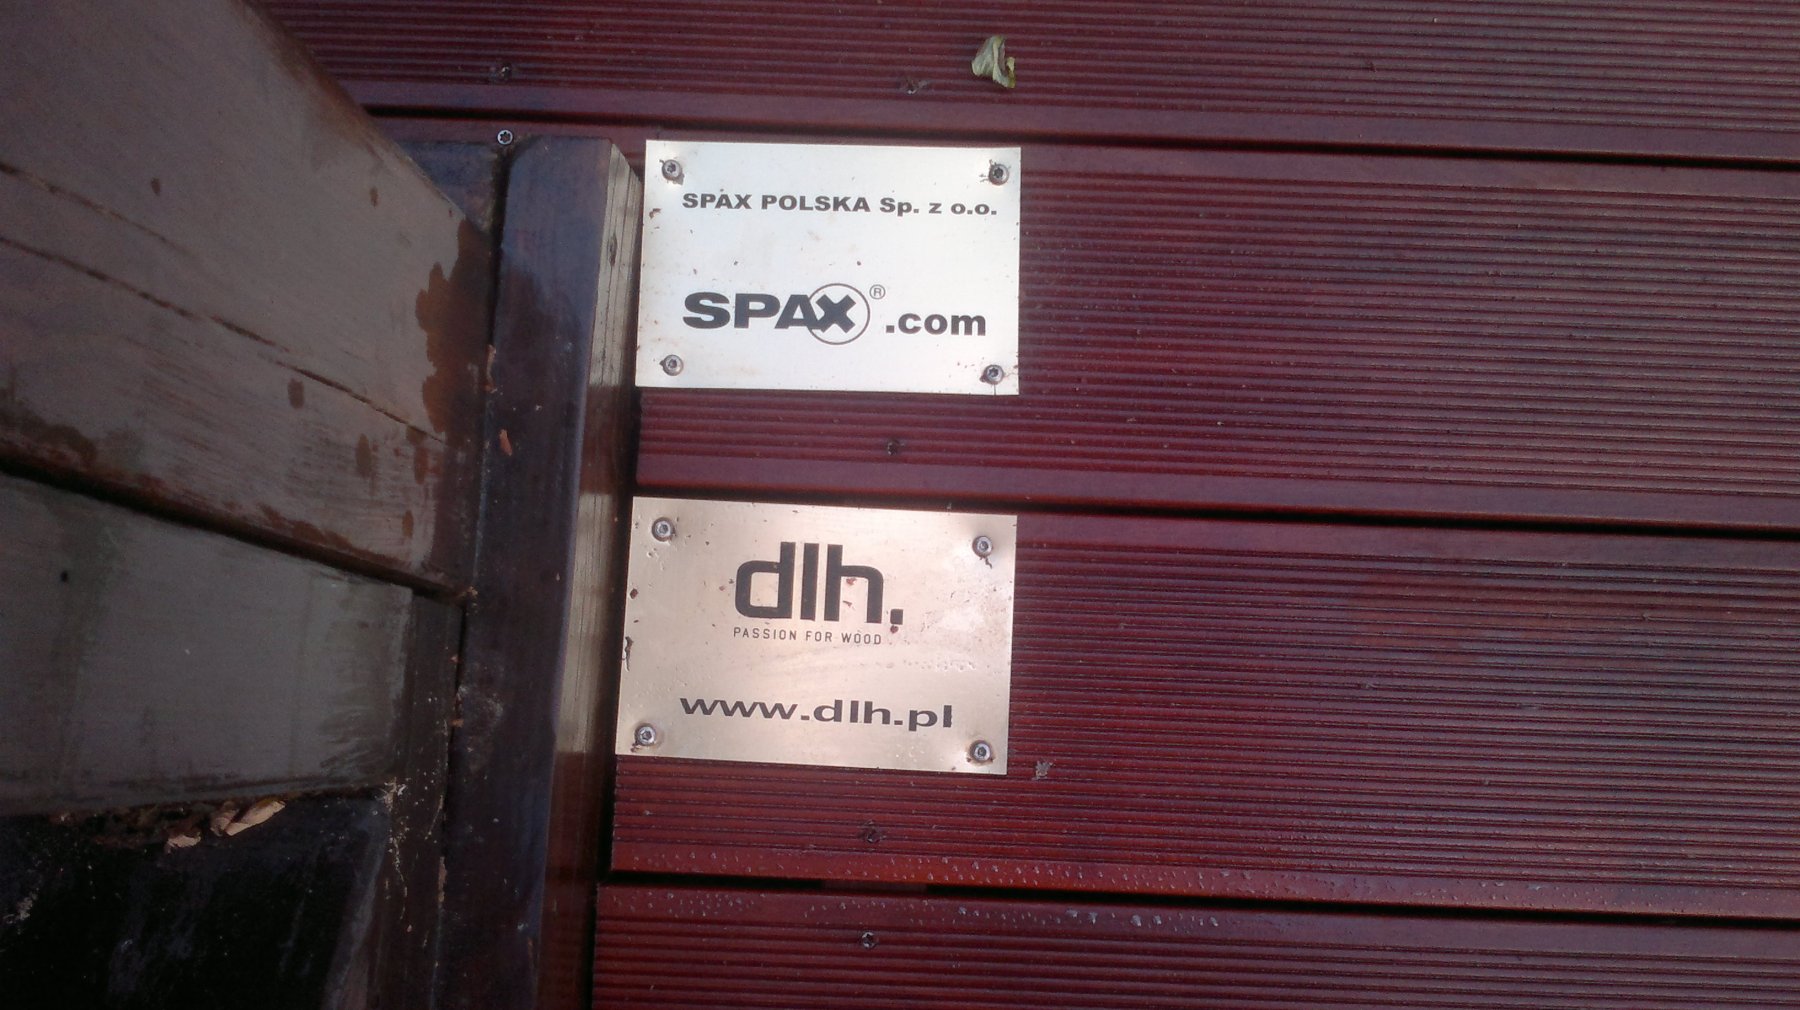 SPAX POLSKA Sp. z o.o.
SPAX® .com
dlh.
PASSION FOR WOOD
www.dlh.pl